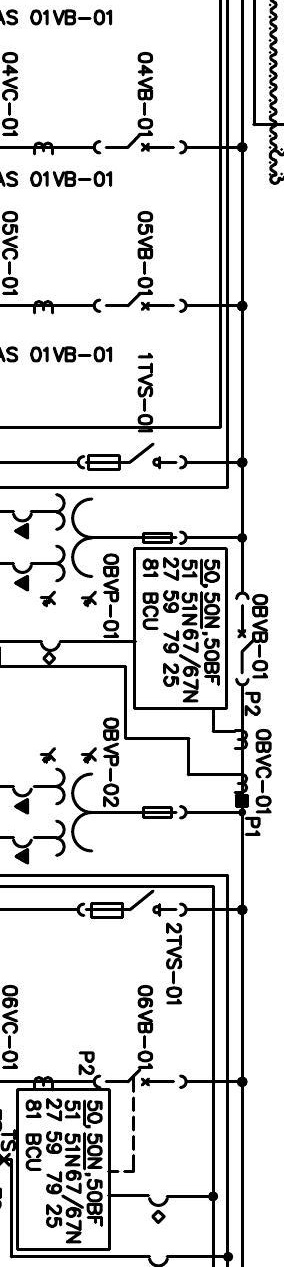 AS 01VB-01
04VB-01
04VC-01
AS 01VB-01
05VB-01
05VC-01
AS 01VB-01
1TVS-01
0BVP-01
50,50N,50BF
51 51N67/67N
27 59 79 25
81 BCU
0BVB-01
P2
0BVC-01
P1
0BVP-02
2TVS-01
06VB-01
06VC-01
P2
50,50N,50BF
51 51N67/67N
27 59 79 25
81 BCU